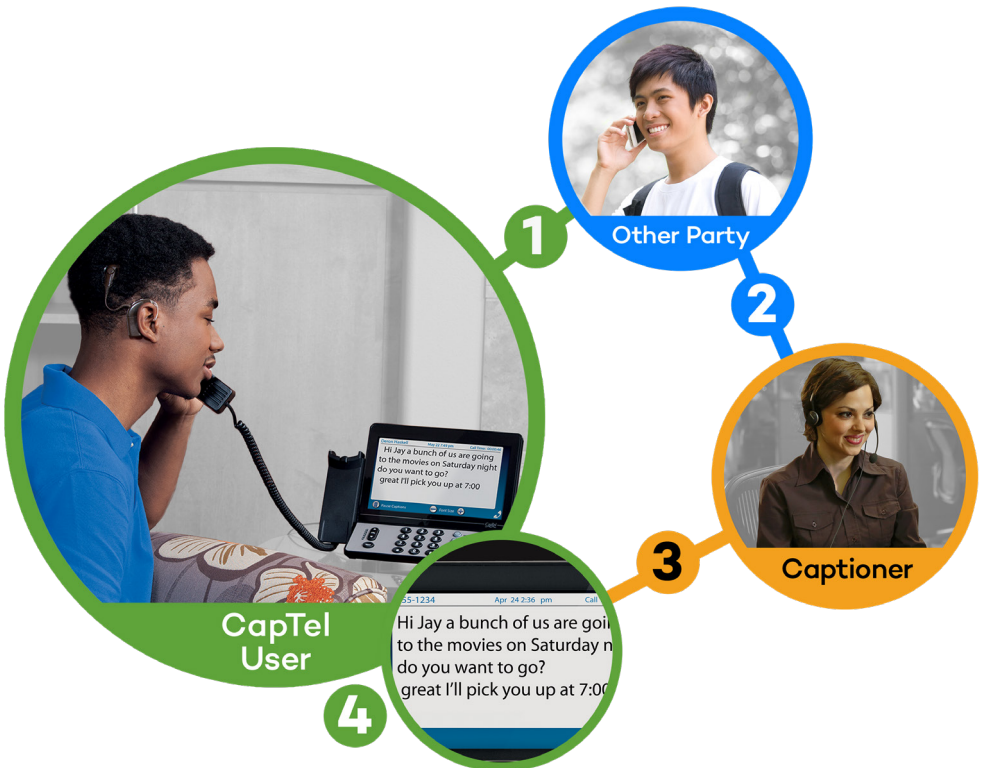 1
Other Party
2
Captioner
3
Hi Jay a bunch of us are going
to the movies on Saturday night
do you want to go?
great I'll pick you up at 7:00
CapTel
User
55-1234 Apr 24 2:36 pm Call
Hi Jay a bunch of us are goi
to the movies on Saturday n
do you want to go?
great I'll pick you up at 7:00
4